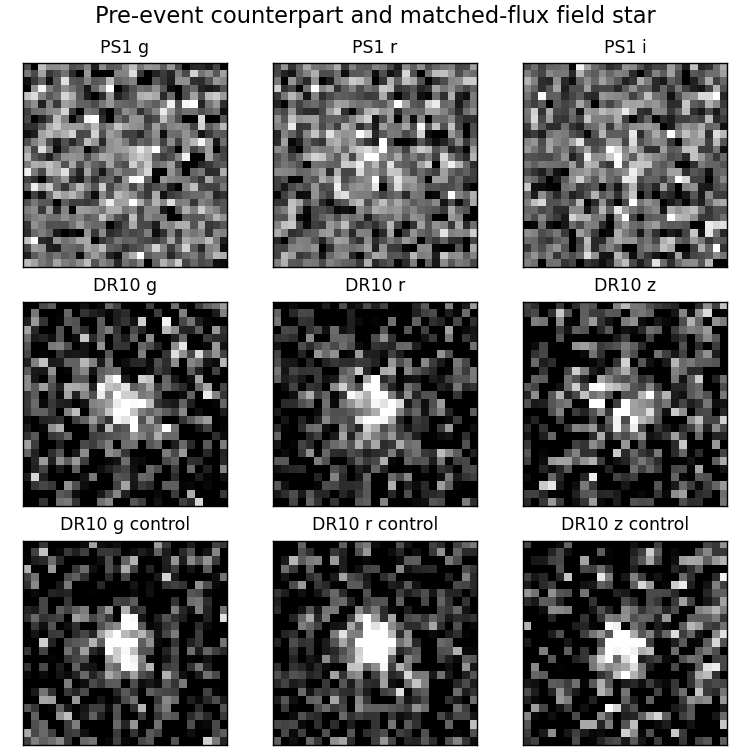 Pre-event counterpart and matched-flux field star
PS1 g
PS1 r
PS1 i
DR10 g
DR10 r
DR10 z
DR10 g control
DR10 r control
DR10 z control